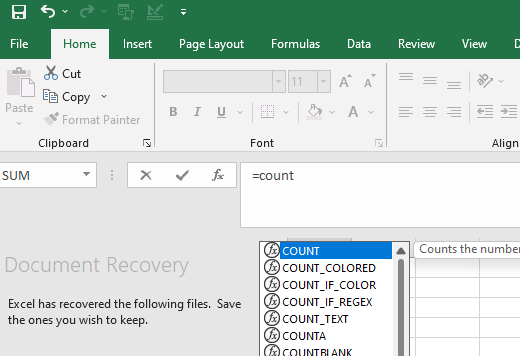 File Home Insert Page Layout Formulas Data Review View
Cut
Copy
Paste
Format Painter
11 A A
B I U A
Clipboard Font
SUM fx =count
COUNT Counts the number
COUNT_COLORED
COUNT_IF_COLOR
COUNT_IF_REGEX
COUNT_TEXT
COUNTA
COUNTBLANK
Document Recovery
Excel has recovered the following files. Save
the ones you wish to keep.